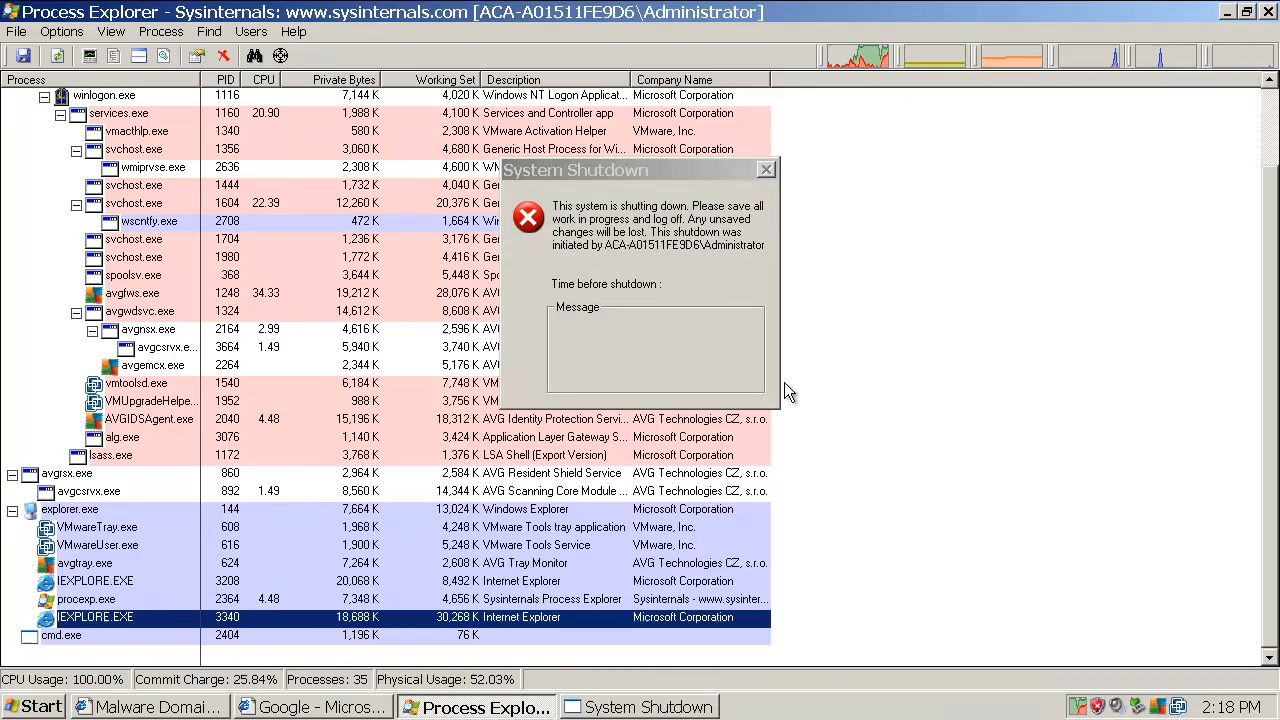 Process Explorer - Sysinternals: www.sysinternals.com [ACA-A01511FE9D6\Administrator]
File Options View Process Find Users Help
Process PID CPU Private Bytes Working Set Description Company Name
winlogon.exe 1116 7,144 K 4,020 K Windows NT Logon Applicat... Microsoft Corporation
services.exe 1160 20.90 1,988 K 4,100 K Services and Controller app Microsoft Corporation
vmacthlp.exe 1340 580 K 2,308 K VMware Activation Helper VMware, Inc.
svchost.exe 1356 3,060 K 4,680 K Generic Host Process for Wi... Microsoft Corporation
wmiprvse.exe 2636 2,308 K 4,600 K
svchost.exe 1444 1,732 K 4,040 K Ger
svchost.exe 1604 22.39 12,260 K 20,376 K Ger
wscntfy.exe 2708 472 K 1,664 K Wir
svchost.exe 1704 1,236 K 3,176 K Ger
svchost.exe 1980 1,772 K 4,416 K Ger
spoolsv.exe 368 3,644 K 5,448 K Spo
avgfws.exe 1248 34.33 19,212 K 28,076 K AV
avgwdsvc.exe 1324 14,612 K 8,608 K AV
avgnsx.exe 2164 2.99 4,616 K 2,596 K AV
avgcsrvx.e... 3664 1.49 5,940 K 3,740 K AV
avgemcx.exe 2344 2,244 K 5,176 K AV
vmtoolsd.exe 1540 6,184 K 7,748 K VM
VMUpgradeHelpe... 1952 988 K 3,756 K VM
AVGIDSAgent.exe 2040 4.48 15,196 K 18,312 K AVG Identity Protection Servi... AVG Technologies CZ, s.r.o.
alg.exe 3076 1,140 K 3,424 K Application Layer Gateway S... Microsoft Corporation
lsass.exe 1172 3,768 K 1,376 K LSA Shell (Export Version) Microsoft Corporation
avgrsx.exe 860 2,964 K 2,584 K AVG Resident Shield Service AVG Technologies CZ, s.r.o.
avgcsrvx.exe 892 1.49 8,560 K 14,344 K AVG Scanning Core Module ... AVG Technologies CZ, s.r.o.
explorer.exe 144 7,664 K 13,024 K Windows Explorer Microsoft Corporation
VMwareTray.exe 608 1,968 K 4,248 K VMware Tools tray application VMware, Inc.
VMwareUser.exe 616 1,900 K 5,248 K VMware Tools Service VMware, Inc.
avgtray.exe 624 7,264 K 2,608 K AVG Tray Monitor AVG Technologies CZ, s.r.o.
IEXPLORE.EXE 3208 20,068 K 8,492 K Internet Explorer Microsoft Corporation
procexp.exe 2364 4.48 7,348 K 4,656 K Sysinternals Process Explorer Sysinternals - www.sysinter...
IEXPLORE.EXE 3340 18,688 K 30,268 K Internet Explorer Microsoft Corporation
cmd.exe 2404 1,196 K 76 K
System Shutdown
This system is shutting down. Please save all
work in progress and log off. Any unsaved
changes will be lost. This shutdown was
initiated by ACA-A01511FE9D6\Administrator
Time before shutdown :
Message
CPU Usage: 100.00% Commit Charge: 25.84% Processes: 35 Physical Usage: 52.03%
Start Malware Domai... Google - Micros... Process Explo... System Shutdown 2:18 PM